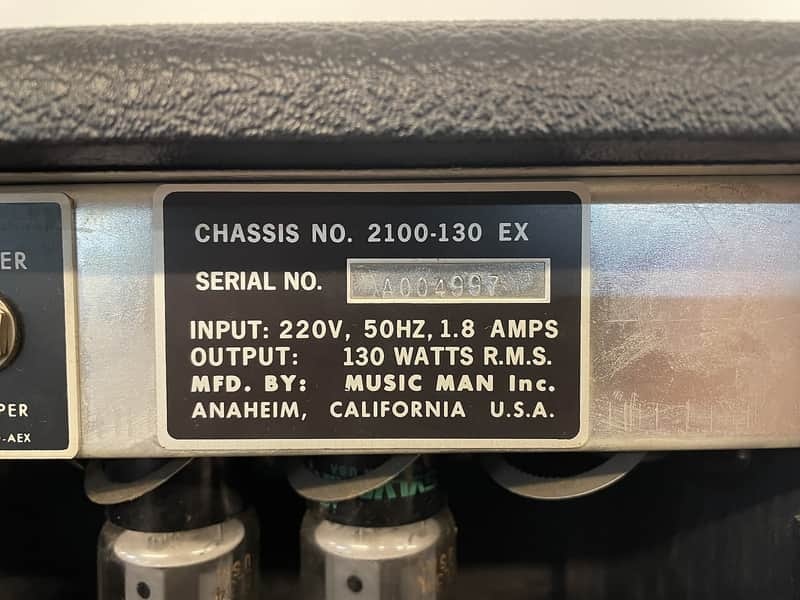 ER
PER
-AEX
CHASSIS NO. 2100-130 EX
SERIAL NO. A004997
INPUT: 220V, 50HZ, 1.8 AMPS
OUTPUT: 130 WATTS R.M.S.
MFD. BY: MUSIC MAN Inc.
ANAHEIM, CALIFORNIA U.S.A.